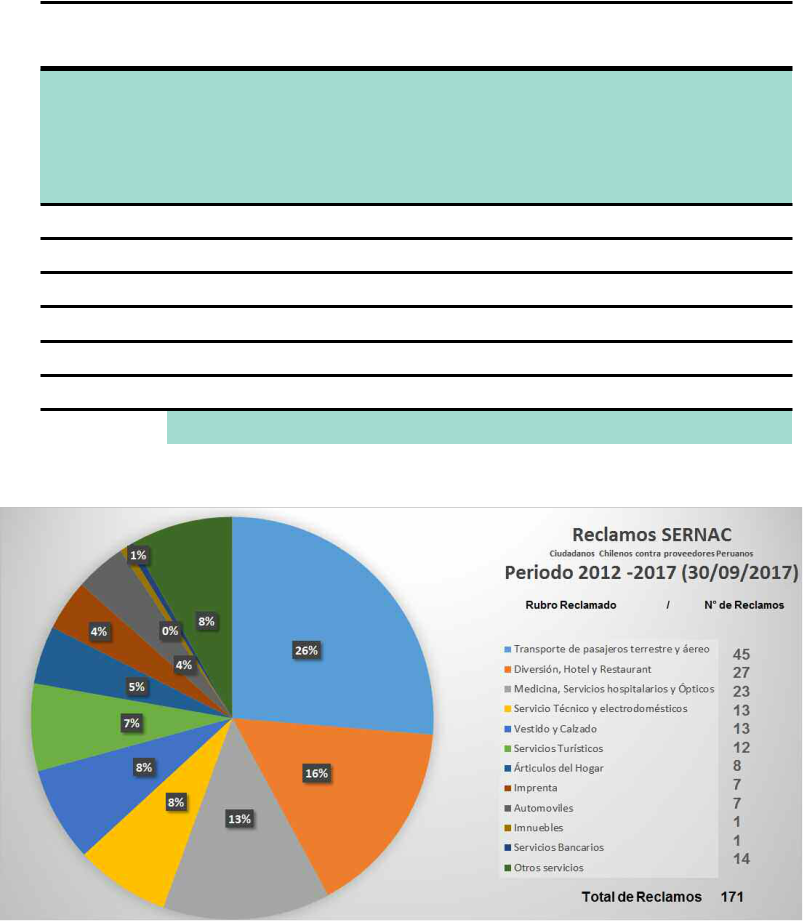 Reclamos SERNAC
Ciudadanos Chilenos contra proveedores Peruanos
Periodo 2012 -2017 (30/09/2017)
Rubro Reclamado / N° de Reclamos
Transporte de pasajeros terrestre y áereo 45
Diversión, Hotel y Restaurant 27
Medicina, Servicios hospitalarios y Ópticos 23
Servicio Técnico y electrodomésticos 13
Vestido y Calzado 13
Servicios Turísticos 12
Árticulos del Hogar 8
Imprenta 7
Automoviles 7
Imnuebles 1
Servicios Bancarios 1
Otros servicios 14
Total de Reclamos 171
1%
8%
0%
4%
4%
26%
5%
7%
8%
8%
13%
16%